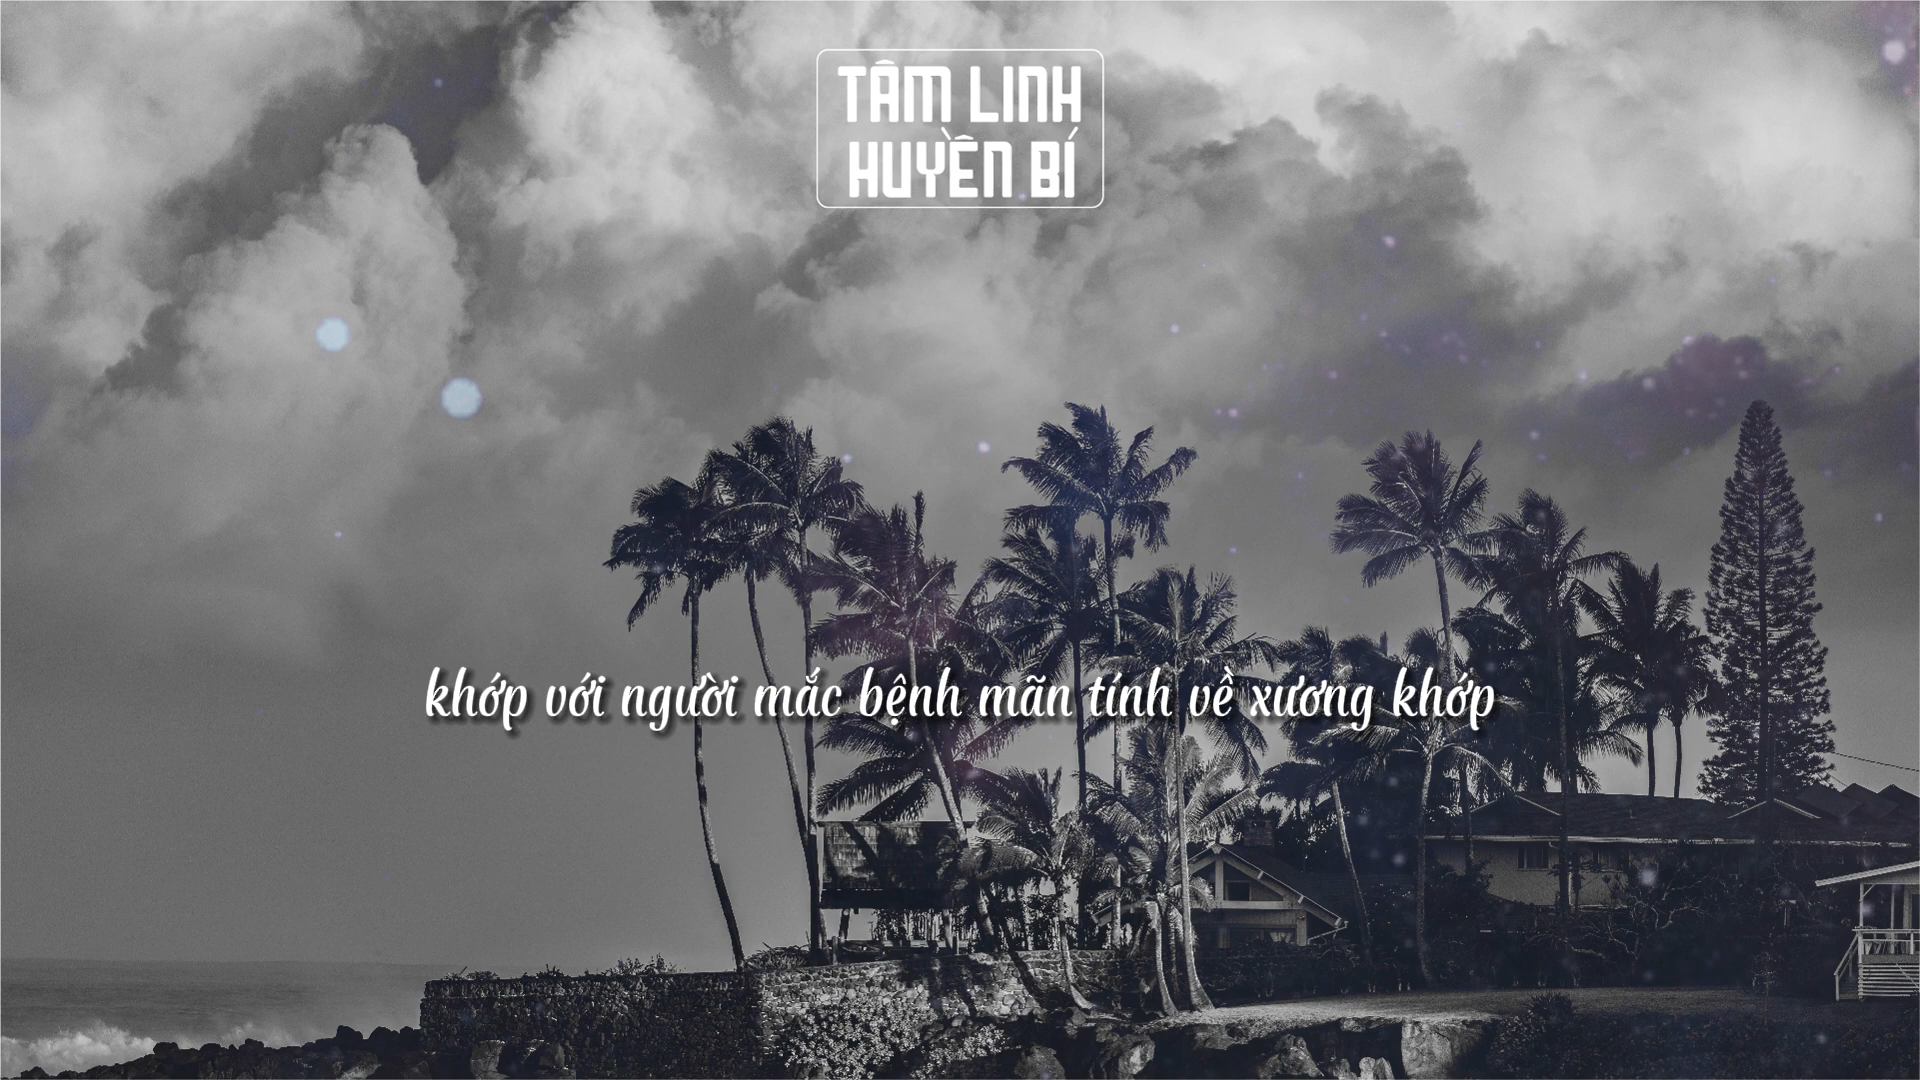 TÂM LINH
HUYỀN BÍ
khớp với người mắc bệnh mãn tính về xương khớp